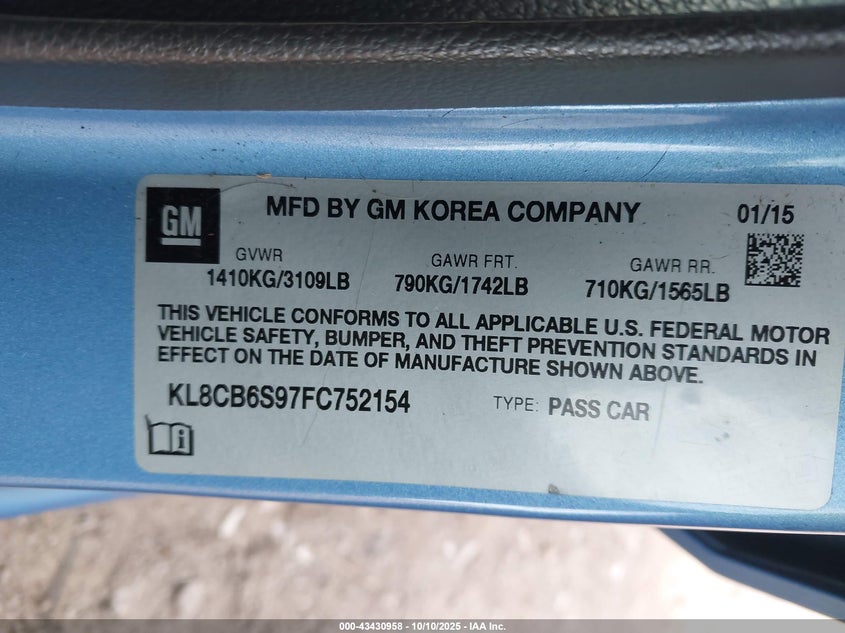 GM
MFD BY GM KOREA COMPANY
01/15
GVWR
GAWR FRT.
GAWR RR.
1410KG/3109LB
790KG/1742LB
710KG/1565LB
THIS VEHICLE CONFORMS TO ALL APPLICABLE U.S. FEDERAL MOTOR
VEHICLE SAFETY, BUMPER, AND THEFT PREVENTION STANDARDS IN
EFFECT ON THE DATE OF MANUFACTURE SHOWN ABOVE.
KL8CB6S97FC752154
TYPE: PASS CAR
000-43430958 - 10/10/2025 - IAA Inc.